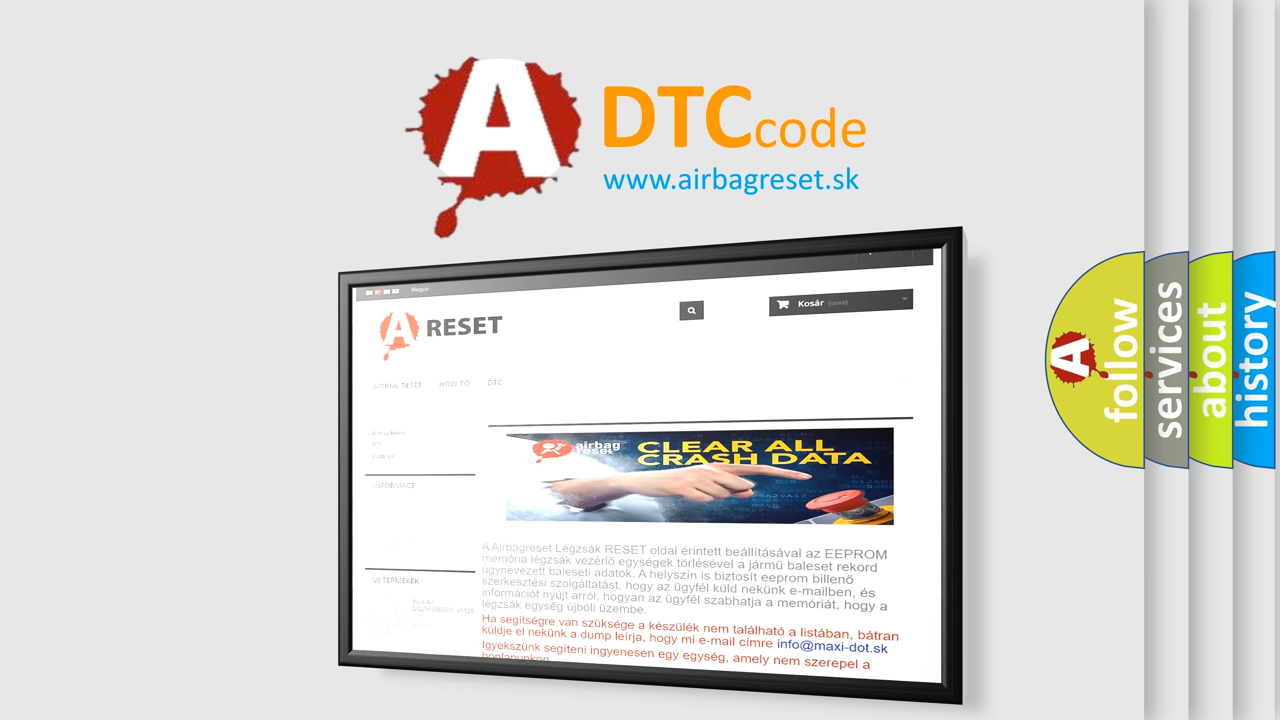 A DTCcode
www.airbagreset.sk
Magyar
A RESET
Kosár (üres)
AIRBAG RESET HOW TO DTC
INFORMACE
airbag
reset
CLEAR ALL
CRASH DATA
A Airbagreset Légzsák RESET oldal érintett beállításával az EEPROM
memória légzsák vezérlő egységek törlésével a jármű baleset rekord
úgynevezett baleseti adatok. A helyszín is biztosít eeprom billenő
szerkesztési szolgáltatást, hogy az ügyfél küld nekünk e-mailben, és
információt nyújt arról, hogyan az ügyfél szabhatja a memóriát, hogy a
légzsák egység újbóli üzembe.
Ha segítségre van szüksége a készülék nem található a listában, bátran
küldje el nekünk a dump leírja, hogy mi e-mail címre info@maxi-dot.sk
Igyekszünk segíteni ingyenesen egy egység, amely nem szerepel a
honlapunkon
ÚJ TERMÉKEK
A
follow
services
about
history